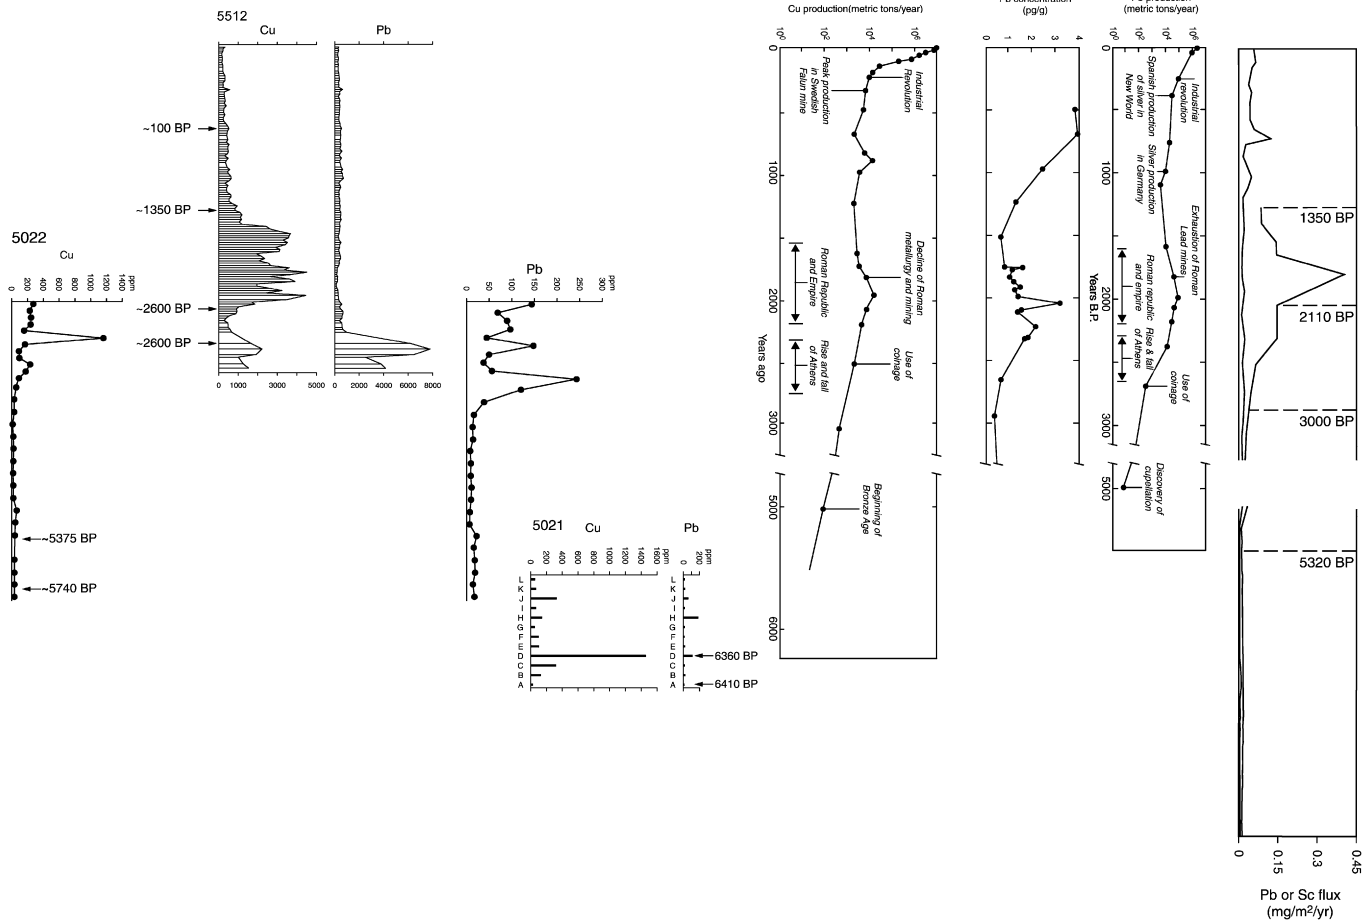 5512
Cu
Pb
~100 BP
~1350 BP
~2600 BP
~2600 BP
0
1000
2000
3000
4000
5000
0
2000
4000
6000
8000
5022
Cu
0
200
400
600
800
1000
1200
1400
ppm
~5375 BP
~5740 BP
Pb
0
50
100
150
200
250
300
ppm
5021
Cu
Pb
0
200
400
600
800
1000
1200
1400
1600
ppm
0
200
ppm
L
K
J
I
H
G
F
E
D
C
B
A
L
K
J
I
H
G
F
E
D
C
B
A
6360 BP
6410 BP
Cu production(metric tons/year)
10⁰
10²
10⁴
10⁶
0
1000
2000
3000
5000
6000
Years ago
Peak production
in Swedish
Falun mine
Industrial
Revolution
Roman Republic
and Empire
Decline of Roman
metallurgy and mining
Rise and fall
of Athens
Use of
coinage
Beginning of
Bronze Age
Pb concentration
(pg/g)
0
1
2
3
4
(metric tons/year)
10⁰
10²
10⁴
10⁶
0
1000
2000
3000
5000
Years B.P.
Spanish production
of silver in
New World
Industrial
revolution
Silver production
in Germany
Exhaustion of Roman
Lead mines
Roman republic
and empire
Rise & fall
of Athens
Use of
coinage
Discovery of
cupellation
1350 BP
2110 BP
3000 BP
5320 BP
0
0.15
0.3
0.45
Pb or Sc flux
(mg/m²/yr)